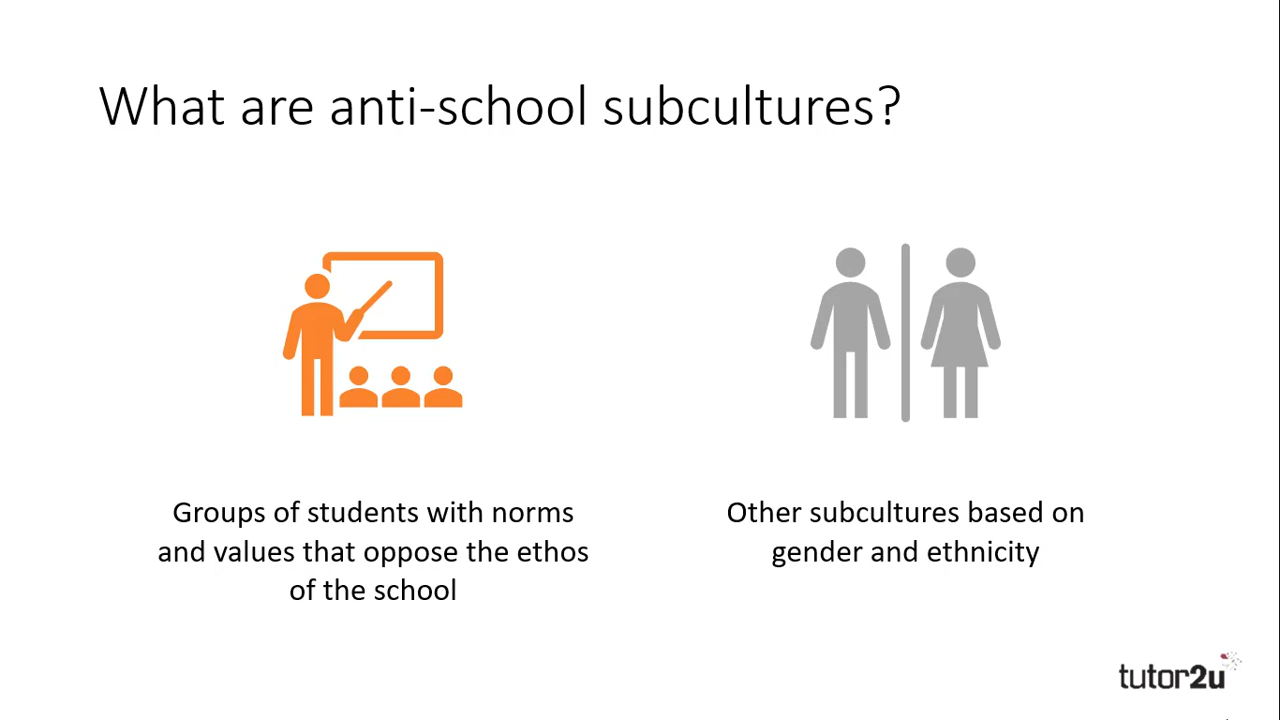 What are anti-school subcultures?
Groups of students with norms
and values that oppose the ethos
of the school
Other subcultures based on
gender and ethnicity
tutor2u